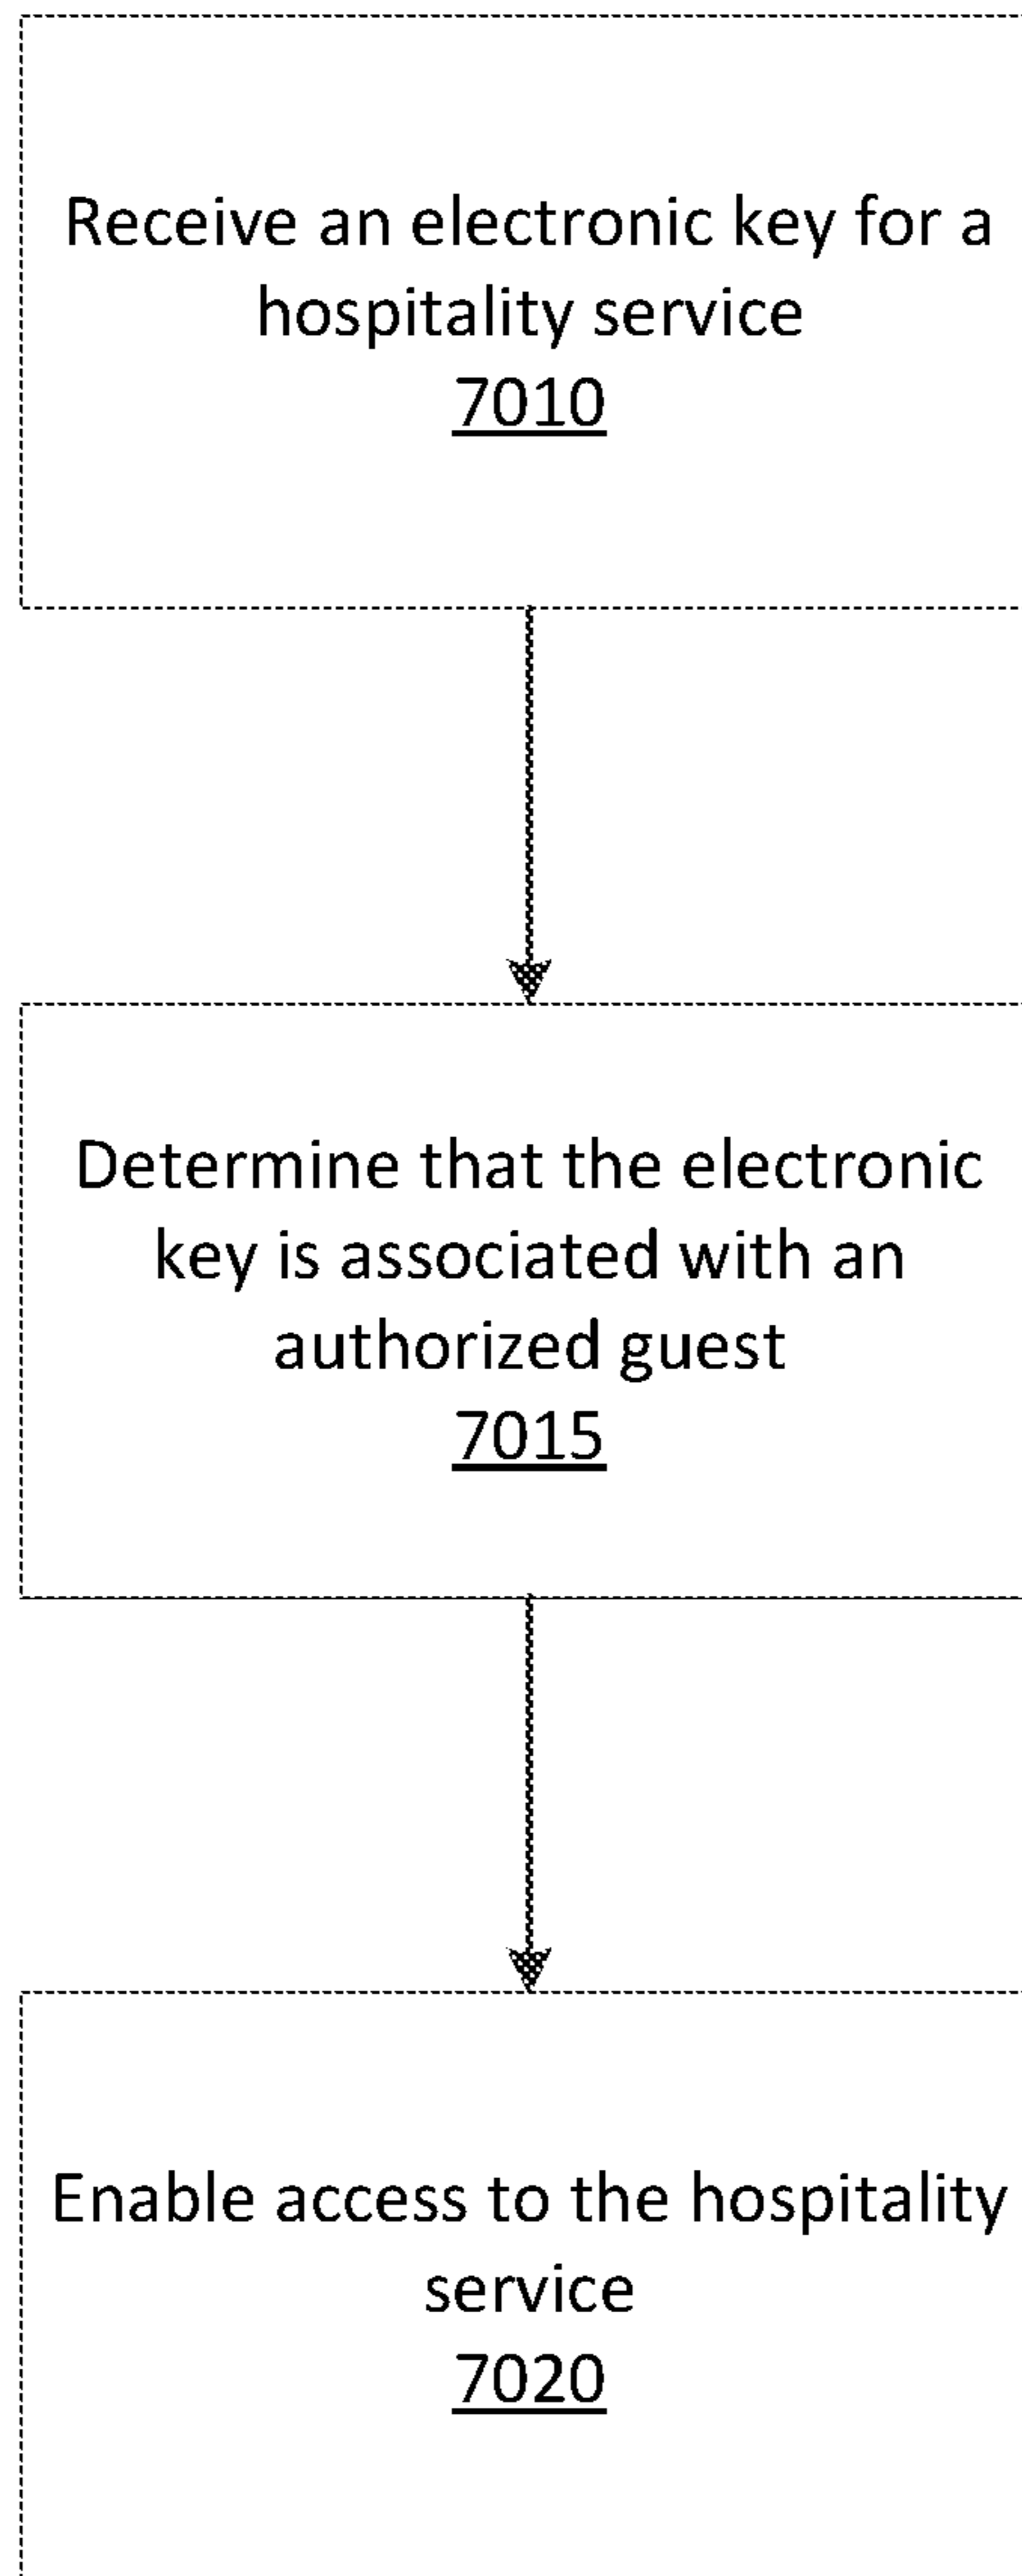 Receive an electronic key for a
hospitality service
7010
Determine that the electronic
key is associated with an
authorized guest
7015
Enable access to the hospitality
service
7020